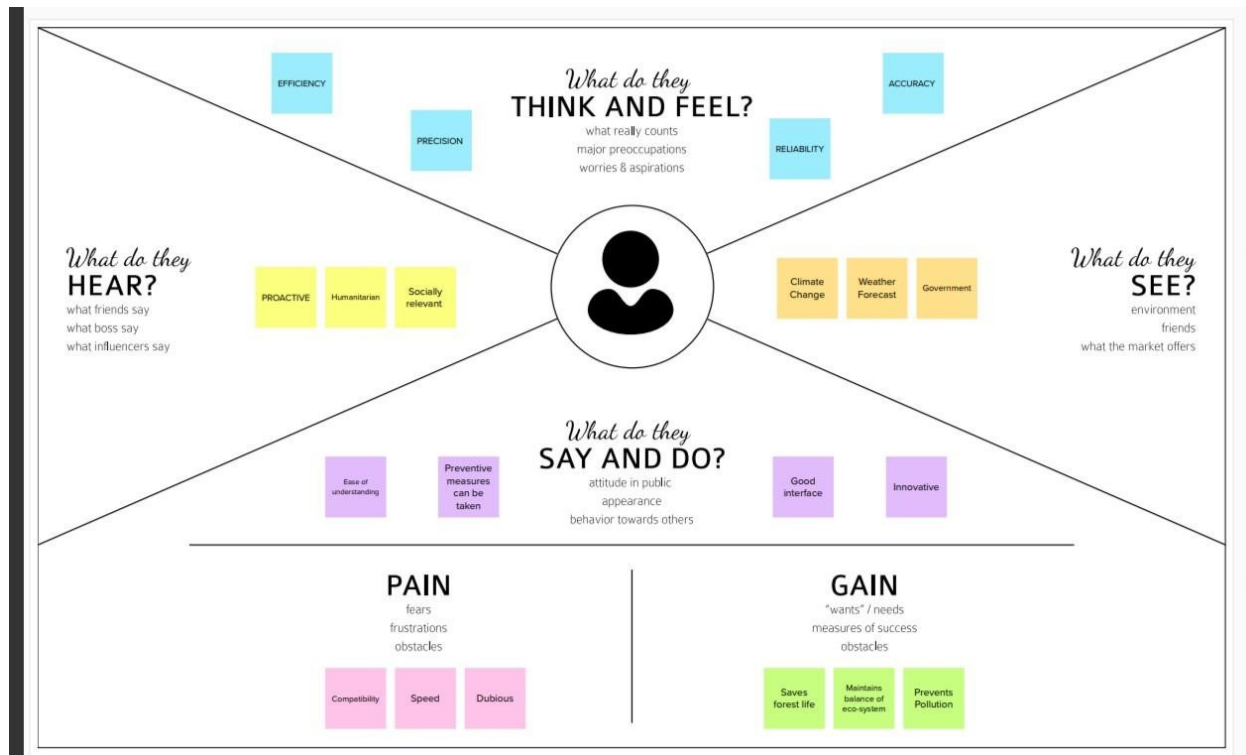 EFFICIENCY
PRECISION
What do they
THINK AND FEEL?
what really counts
major preoccupations
worries & aspirations
ACCURACY
RELIABILITY
What do they
HEAR?
what friends say
what boss say
what influencers say
PROACTIVE
Humanitarian
Socially
relevant
Climate
Change
Weather
Forecast
Government
What do they
SEE?
environment
friends
what the market offers
What do they
SAY AND DO?
attitude in public
appearance
behavior towards others
Ease of
understanding
Preventive
measures
can be
taken
Good
interface
Innovative
PAIN
fears
frustrations
obstacles
Compatibility
Speed
Dubious
GAIN
"wants" / needs
measures of success
obstacles
Saves
forest life
Maintains
balance of
eco-system
Prevents
Pollution